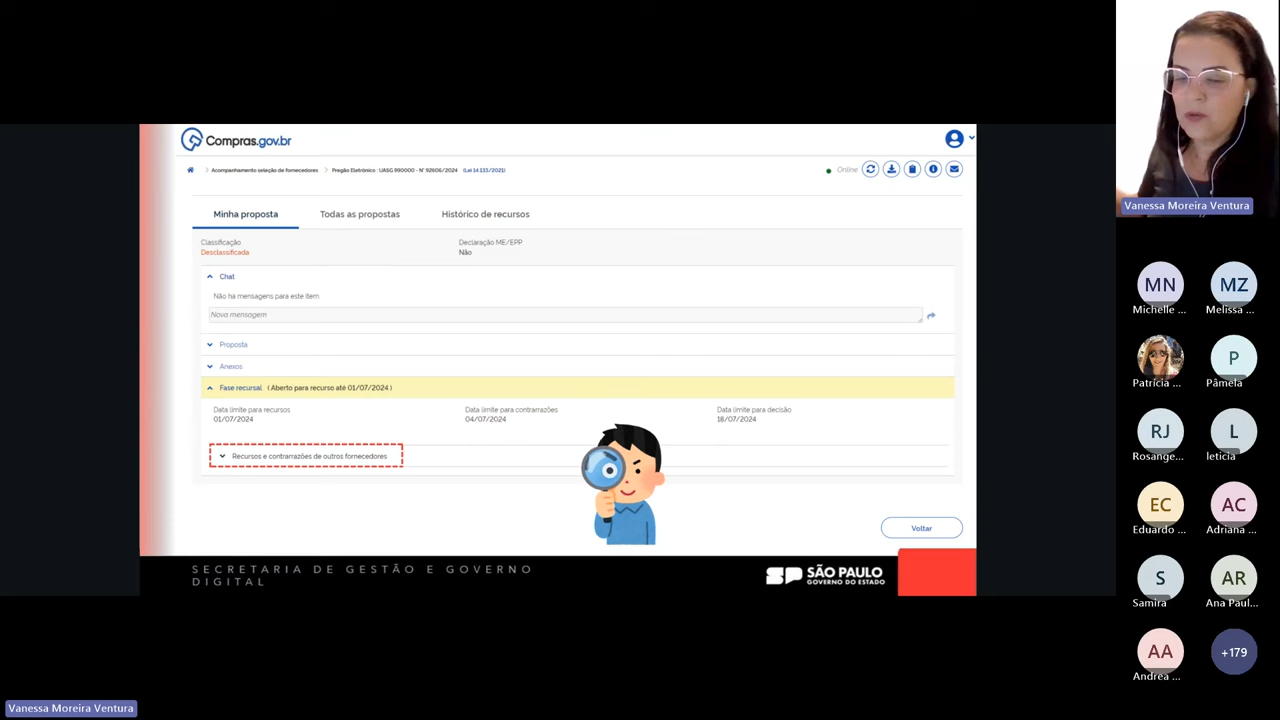 Compras.gov.br
Acompanhamento seleção de fornecedores
Pregão Eletrônico : UASG 990000 - N° 92606/2024 (Lei 14.133/2021)
Online
Minha proposta
Todas as propostas
Histórico de recursos
Classificação
Desclassificada
Declaração ME/EPP
Não
Chat
Não há mensagens para este item
Nova mensagem
Proposta
Anexos
Fase recursal ( Aberto para recurso até 01/07/2024 )
Data limite para recursos
01/07/2024
Data limite para contrarrazões
04/07/2024
Data limite para decisão
18/07/2024
Recursos e contrarrazões de outros fornecedores
Voltar
SECRETARIA DE GESTÃO E GOVERNO
DIGITAL
SP SÃO PAULO
GOVERNO DO ESTADO
Vanessa Moreira Ventura
MN
Michelle ...
MZ
Melissa ...
Patrícia ...
P
Pâmela
RJ
Rosange...
L
leticia
EC
Eduardo ...
AC
Adriana ...
S
Samira
AR
Ana Paul...
AA
Andrea ...
+179
Vanessa Moreira Ventura